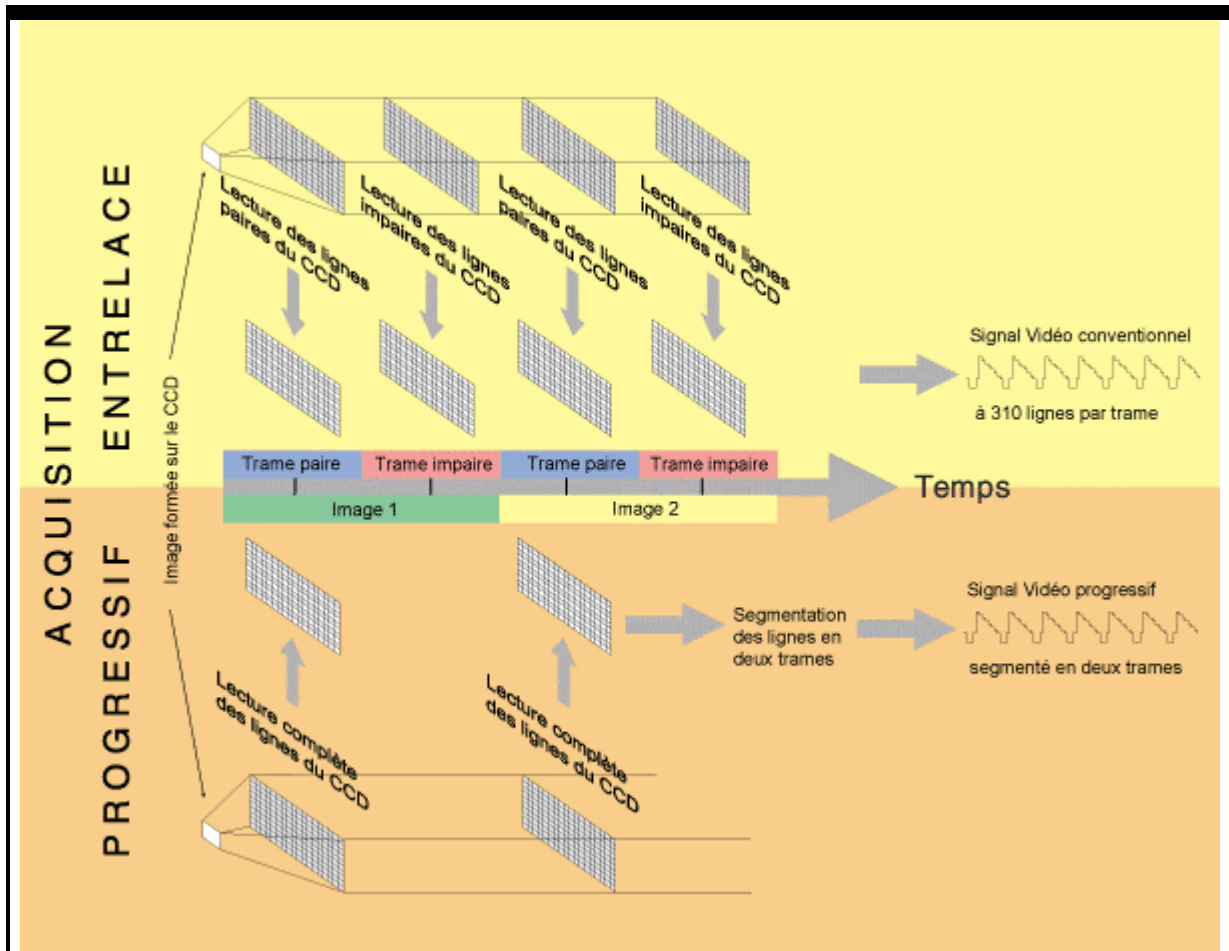 ACQUISITION
ENTRELACE
PROGRESSIF
Image formée sur le CCD
Lecture des lignes
paires du CCD
Lecture des lignes
impaires du CCD
Lecture des lignes
paires du CCD
Lecture des lignes
impaires du CCD
Signal Vidéo conventionnel
à 310 lignes par trame
Trame paire
Trame impaire
Trame paire
Trame impaire
Temps
Image 1
Image 2
Segmentation
des lignes en
deux trames
Signal Vidéo progressif
segmenté en deux trames
Lecture complète
des lignes du CCD
Lecture complète
des lignes du CCD